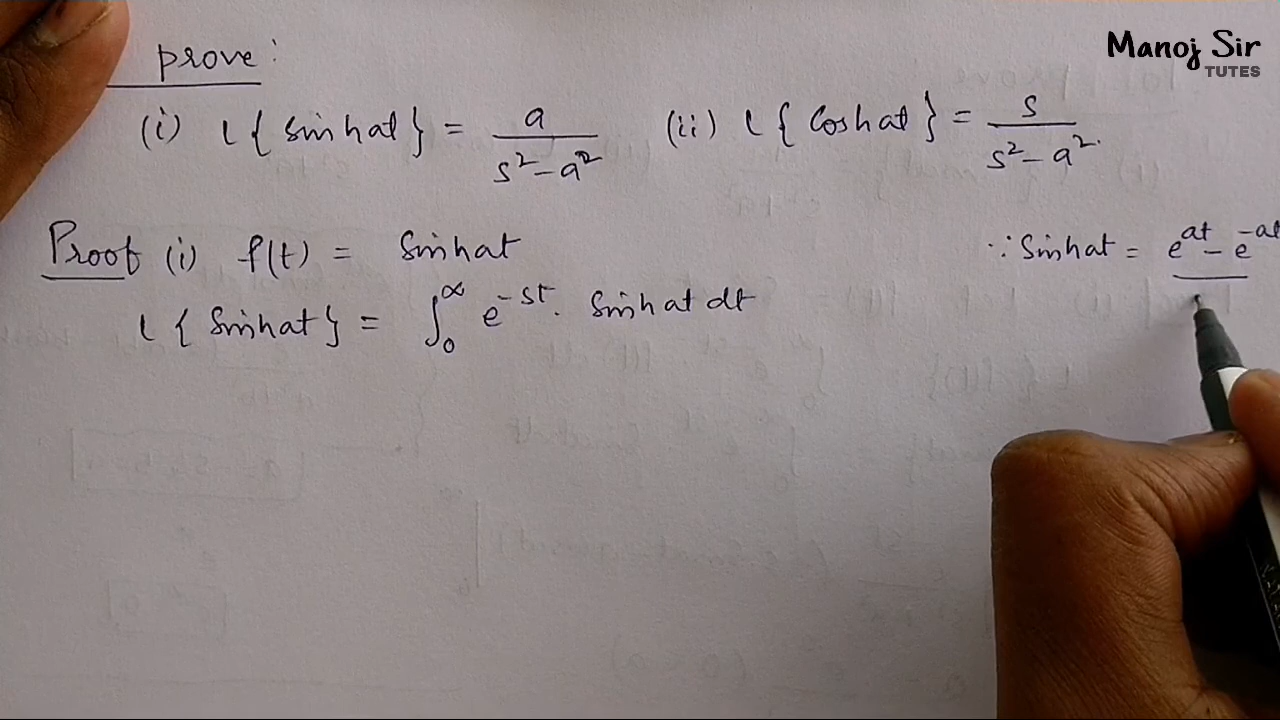 Manoj Sir
TUTES
prove:
(i) L{sinhat} = a / s²-a² (ii) L{Coshat} = s / s²-a².
Proof (i) f(t) = Sinhat ∵ Sinhat = e^at - e^-at
L{Sinhat} = ∫₀^∞ e^-st. Sinhat dt